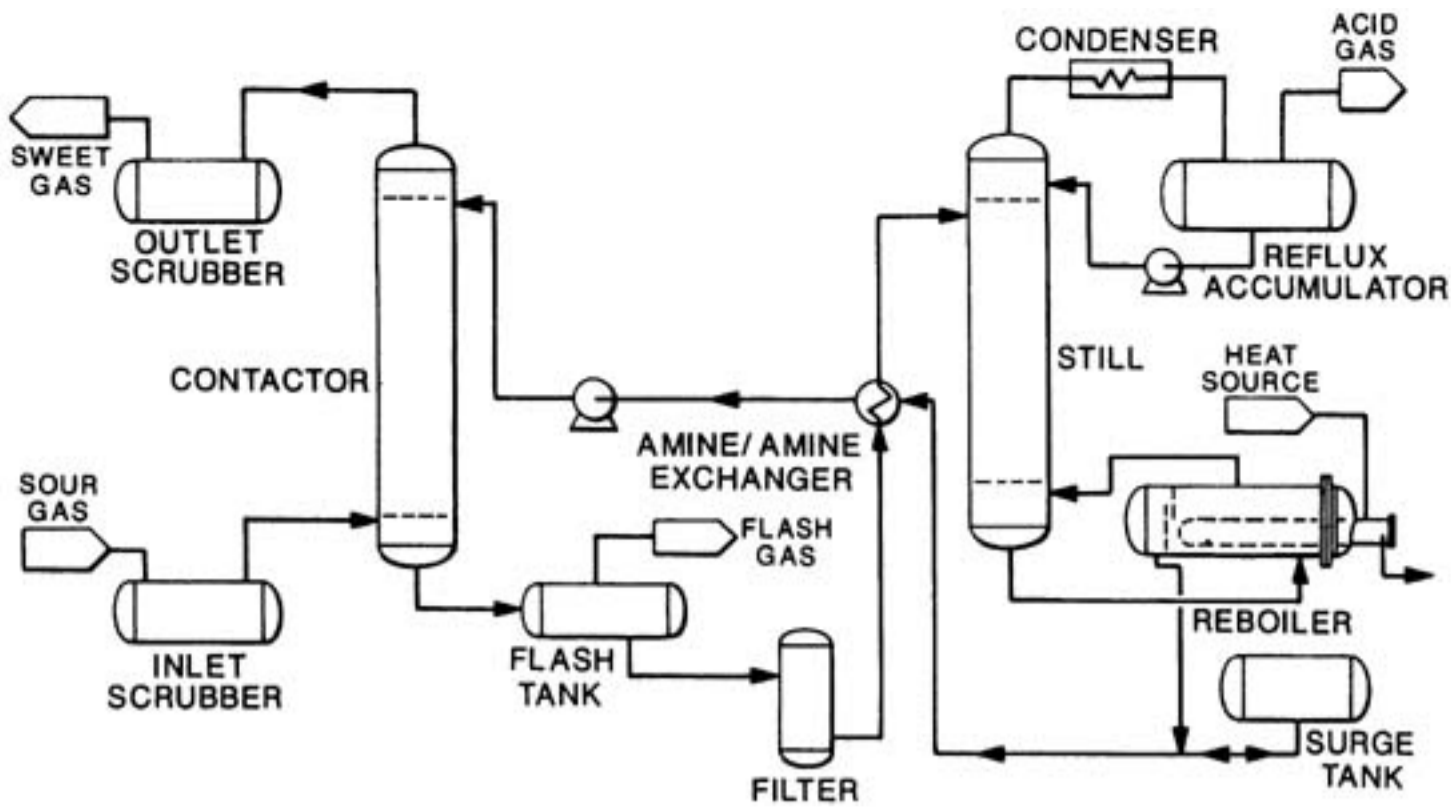 CONDENSER
ACID
GAS
SWEET
GAS
OUTLET
SCRUBBER
REFLUX
ACCUMULATOR
CONTACTOR
STILL
HEAT
SOURCE
AMINE/AMINE
EXCHANGER
SOUR
GAS
FLASH
GAS
REBOILER
INLET
SCRUBBER
FLASH
TANK
SURGE
TANK
FILTER